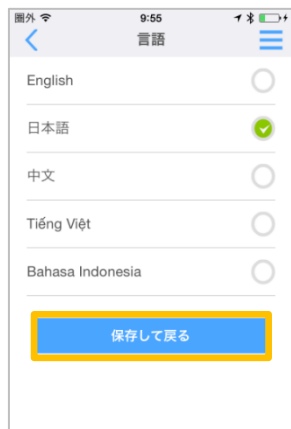 圏外 9:55
言語
English
日本語
中文
Tiếng Việt
Bahasa Indonesia
保存して戻る